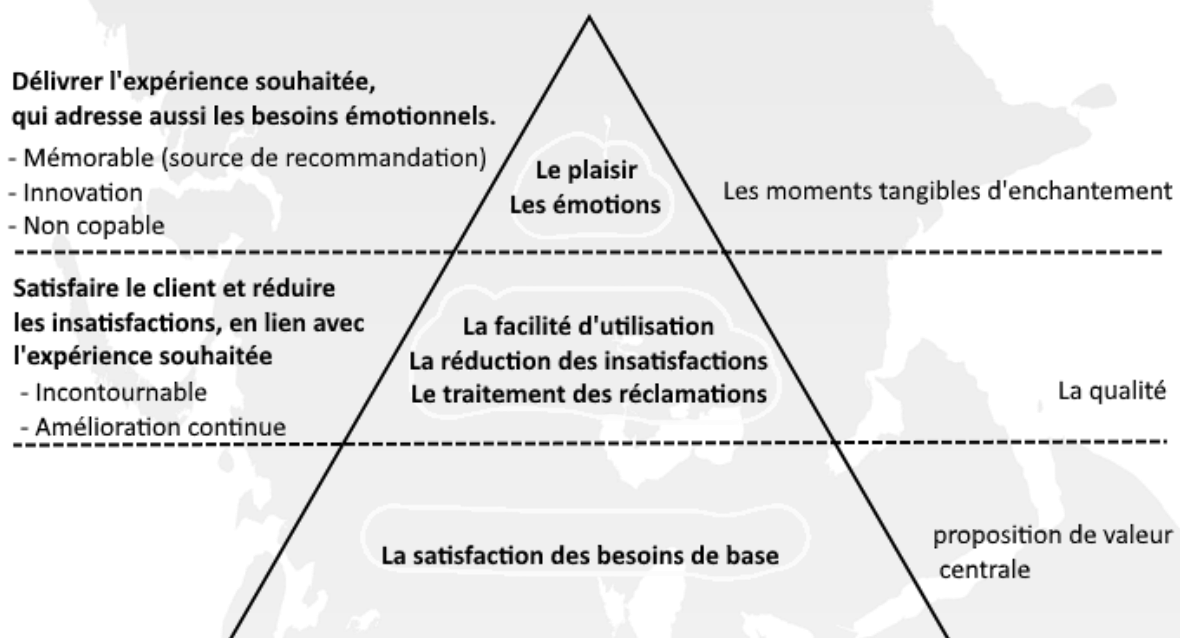 Délivrer l'expérience souhaitée,
qui adresse aussi les besoins émotionnels.
- Mémorable (source de recommandation)
- Innovation
- Non copable
Le plaisir
Les émotions
Les moments tangibles d'enchantement
Satisfaire le client et réduire
les insatisfactions, en lien avec
l'expérience souhaitée
- Incontournable
- Amélioration continue
La facilité d'utilisation
La réduction des insatisfactions
Le traitement des réclamations
La qualité
La satisfaction des besoins de base
proposition de valeur
centrale